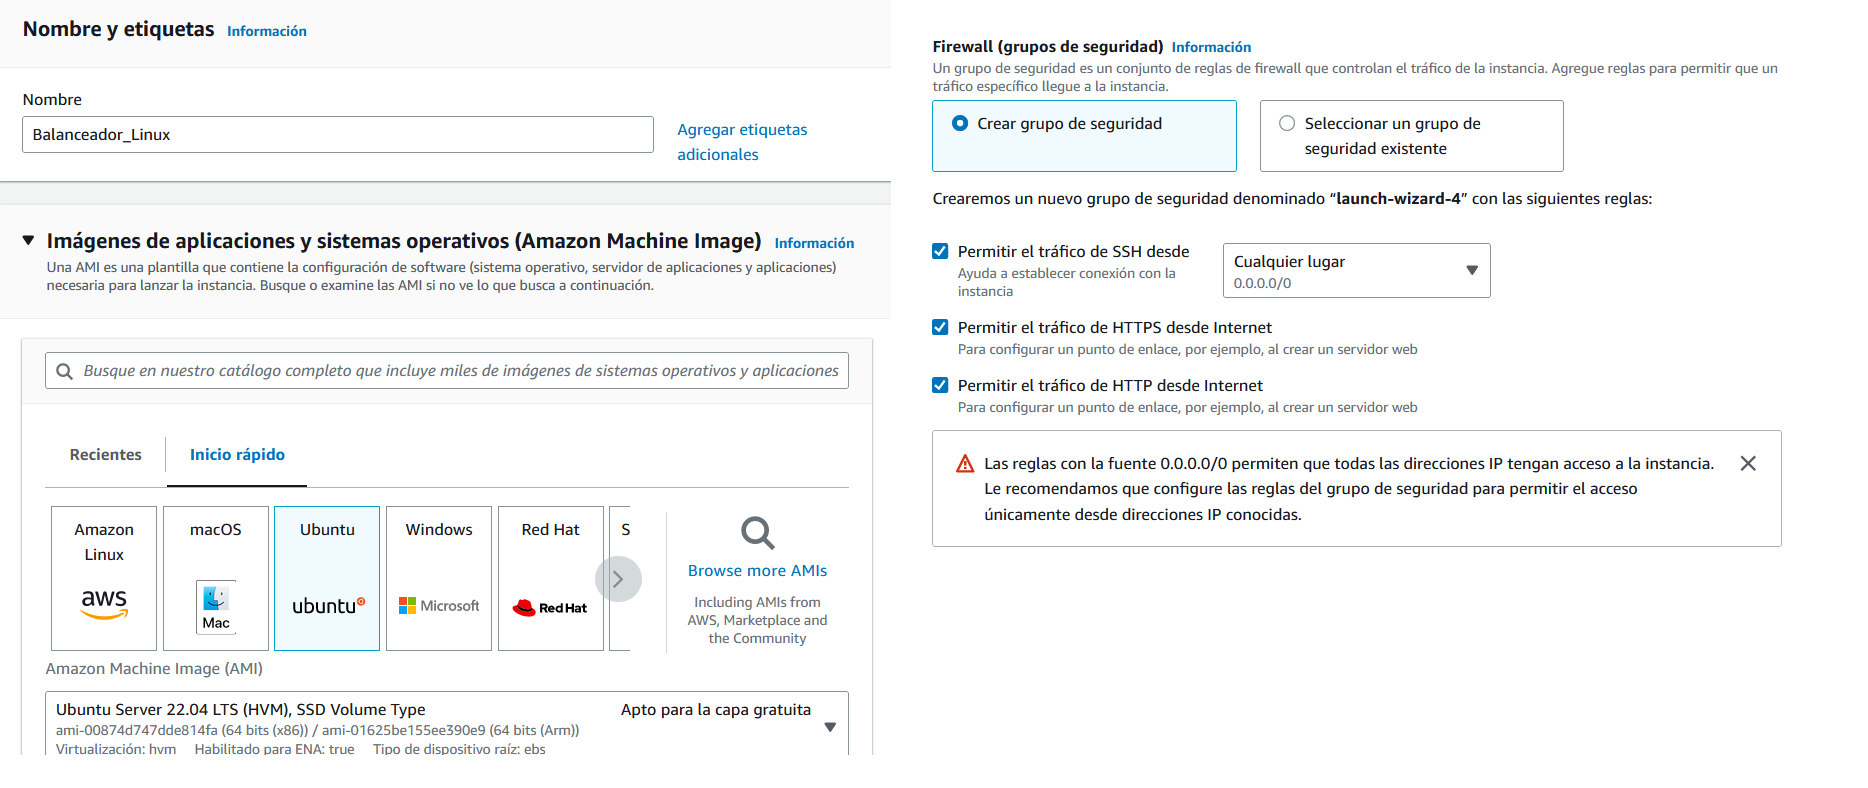 Nombre y etiquetas Información
Nombre
Balanceador_Linux
Agregar etiquetas
adicionales
Imágenes de aplicaciones y sistemas operativos (Amazon Machine Image) Información
Una AMI es una plantilla que contiene la configuración de software (sistema operativo, servidor de aplicaciones y aplicaciones)
necesaria para lanzar la instancia. Busque o examine las AMI si no ve lo que busca a continuación.
Busque en nuestro catálogo completo que incluye miles de imágenes de sistemas operativos y aplicaciones
Recientes
Inicio rápido
Amazon
Linux
aws
macOS
Mac
Ubuntu
ubuntu
Windows
Microsoft
Red Hat
Red Hat
S
Browse more AMIs
Including AMIs from
AWS, Marketplace and
the Community
Amazon Machine Image (AMI)
Ubuntu Server 22.04 LTS (HVM), SSD Volume Type
Apto para la capa gratuita
ami-00874d747dde814fa (64 bits (x86)) / ami-01625be155ee390e9 (64 bits (Arm))
Virtualización: hvm Habilitado para ENA: true Tipo de dispositivo raíz: ebs
Firewall (grupos de seguridad) Información
Un grupo de seguridad es un conjunto de reglas de firewall que controlan el tráfico de la instancia. Agregue reglas para permitir que un
tráfico específico llegue a la instancia.
Crear grupo de seguridad
Seleccionar un grupo de
seguridad existente
Crearemos un nuevo grupo de seguridad denominado “launch-wizard-4” con las siguientes reglas:
Permitir el tráfico de SSH desde
Ayuda a establecer conexión con la
instancia
Cualquier lugar
0.0.0.0/0
Permitir el tráfico de HTTPS desde Internet
Para configurar un punto de enlace, por ejemplo, al crear un servidor web
Permitir el tráfico de HTTP desde Internet
Para configurar un punto de enlace, por ejemplo, al crear un servidor web
Las reglas con la fuente 0.0.0.0/0 permiten que todas las direcciones IP tengan acceso a la instancia.
Le recomendamos que configure las reglas del grupo de seguridad para permitir el acceso
únicamente desde direcciones IP conocidas.